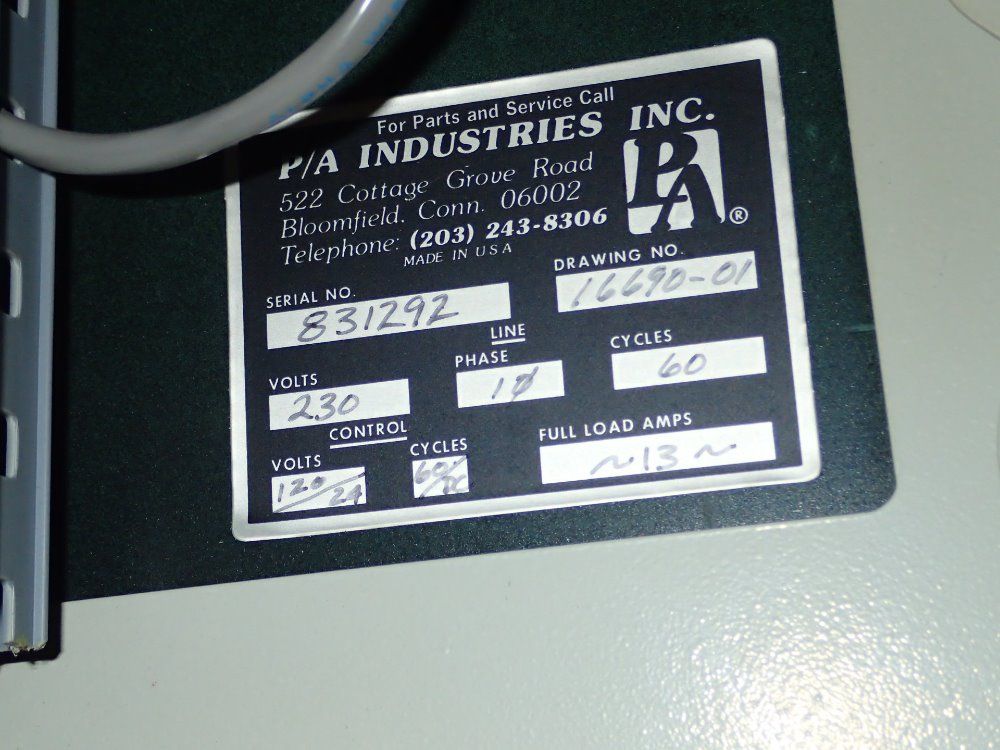 For Parts and Service Call
P/A INDUSTRIES INC.
522 Cottage Grove Road
Bloomfield, Conn. 06002
Telephone: (203) 243-8306
MADE IN USA
PA ®
SERIAL NO.
831292
DRAWING NO.
16690-01
LINE
VOLTS
230
PHASE
1Ø
CYCLES
60
CONTROL
VOLTS
120/24
CYCLES
60/DC
FULL LOAD AMPS
~13~